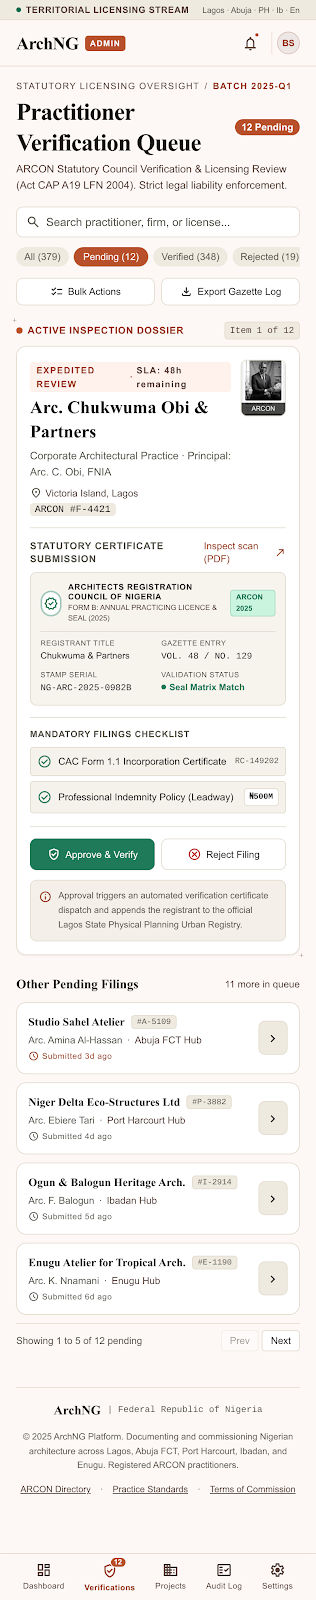 TERRITORIAL LICENSING STREAM Lagos · Abuja · PH · Ib · En
ArchNG ADMIN BS
STATUTORY LICENSING OVERSIGHT / BATCH 2025-Q1
Practitioner
Verification Queue
12 Pending
ARCON Statutory Council Verification & Licensing Review
(Act CAP A19 LFN 2004). Strict legal liability enforcement.
Search practitioner, firm, or license...
All (379) Pending (12) Verified (348) Rejected (19)
Bulk Actions Export Gazette Log
ACTIVE INSPECTION DOSSIER Item 1 of 12
EXPEDITED REVIEW · SLA: 48h remaining
ARCON
Arc. Chukwuma Obi &
Partners
Corporate Architectural Practice · Principal:
Arc. C. Obi, FNIA
Victoria Island, Lagos
ARCON #F-4421
STATUTORY CERTIFICATE
SUBMISSION
Inspect scan
(PDF)
ARCHITECTS REGISTRATION
COUNCIL OF NIGERIA
FORM B: ANNUAL PRACTICING LICENCE &
SEAL (2025)
ARCON
2025
REGISTRANT TITLE GAZETTE ENTRY
Chukwuma & Partners VOL. 48 / NO. 129
STAMP SERIAL VALIDATION STATUS
NG-ARC-2025-0982B Seal Matrix Match
MANDATORY FILINGS CHECKLIST
CAC Form 1.1 Incorporation Certificate RC-149202
Professional Indemnity Policy (Leadway) ₦500M
Approve & Verify Reject Filing
Approval triggers an automated verification certificate
dispatch and appends the registrant to the official
Lagos State Physical Planning Urban Registry.
Other Pending Filings 11 more in queue
Studio Sahel Atelier #A-5109
Arc. Amina Al-Hassan · Abuja FCT Hub
Submitted 3d ago
Niger Delta Eco-Structures Ltd #P-3882
Arc. Ebiere Tari · Port Harcourt Hub
Submitted 4d ago
Ogun & Balogun Heritage Arch. #I-2914
Arc. F. Balogun · Ibadan Hub
Submitted 5d ago
Enugu Atelier for Tropical Arch. #E-1190
Arc. K. Nnamani · Enugu Hub
Submitted 6d ago
Showing 1 to 5 of 12 pending Prev Next
ArchNG | Federal Republic of Nigeria
© 2025 ArchNG Platform. Documenting and commissioning Nigerian
architecture across Lagos, Abuja FCT, Port Harcourt, Ibadan, and
Enugu. Registered ARCON practitioners.
ARCON Directory · Practice Standards · Terms of Commission
12
Dashboard Verifications Projects Audit Log Settings